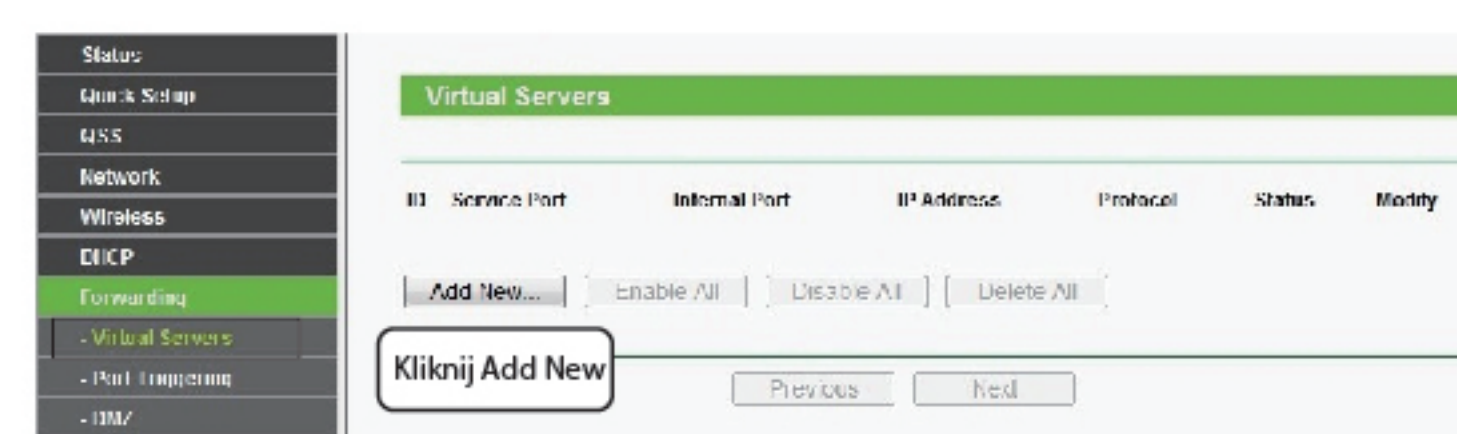 Status
Quick Setup
QSS
Network
Wireless
DHCP
Forwarding
- Virtual Servers
- Port Triggering
- DMZ
Virtual Servers
ID Service Port Internal Port IP Address Protocol Status Modify
Add New... Enable All Disable All Delete All
Kliknij Add New
Previous Next